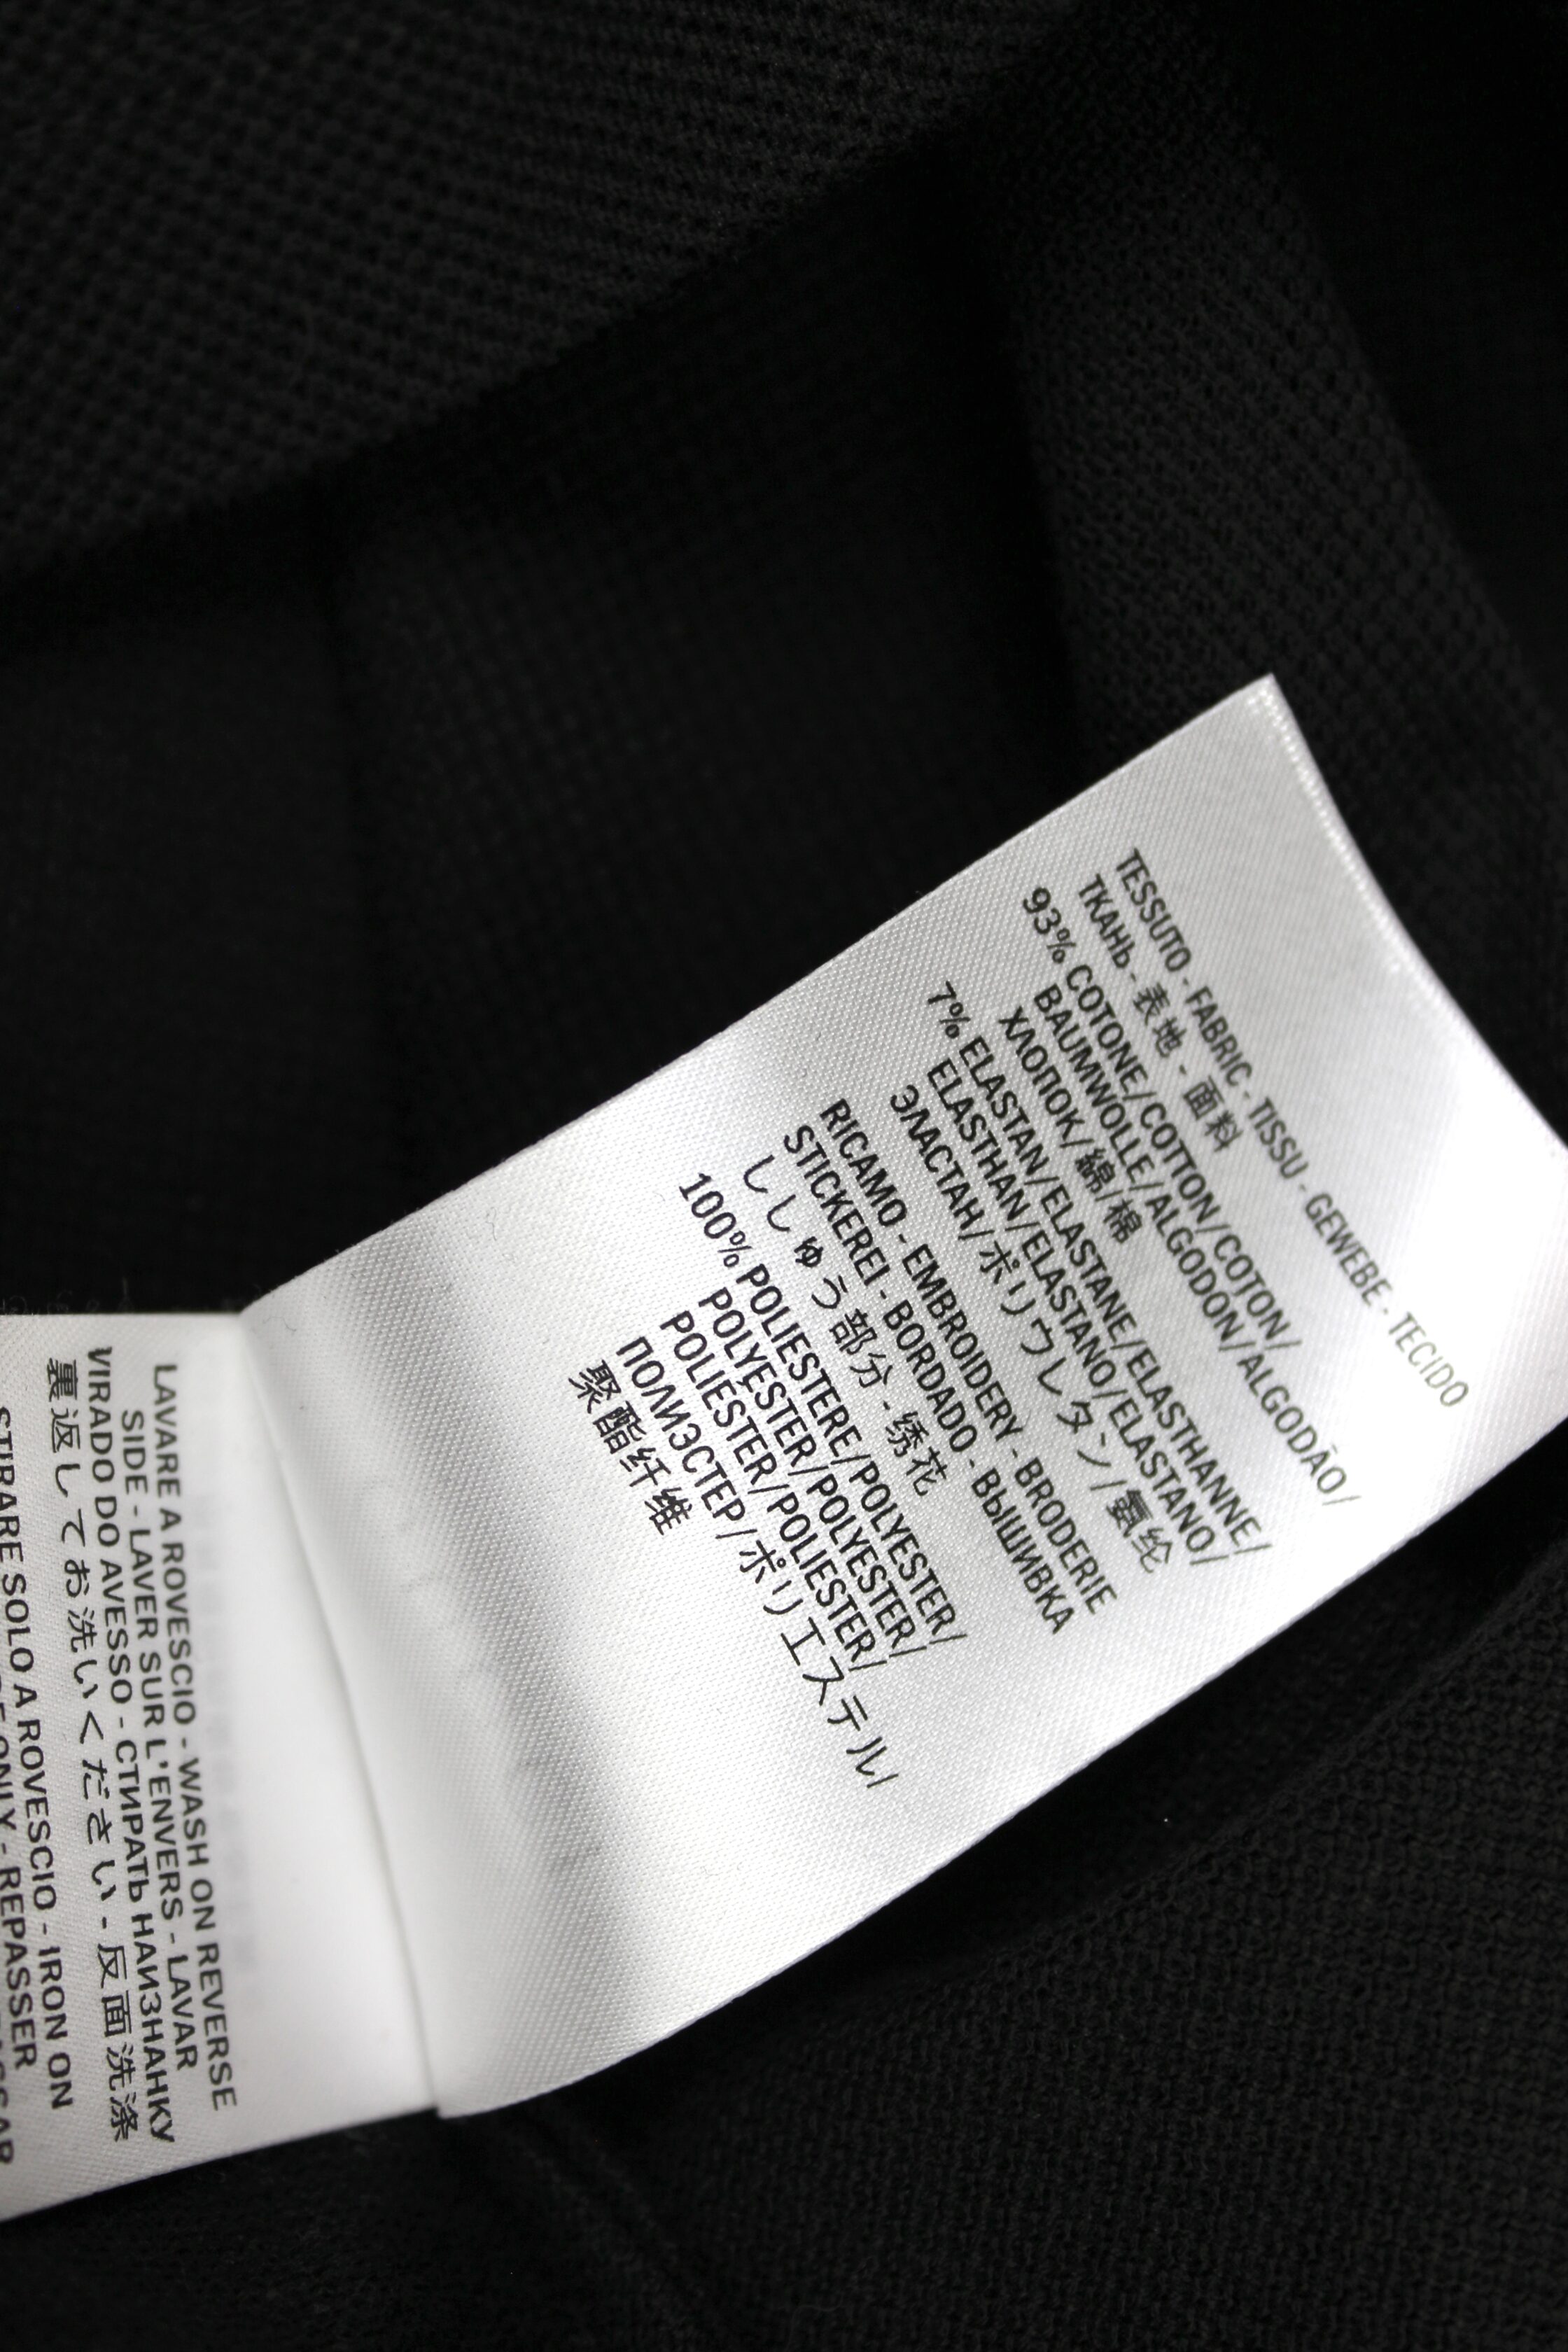 TESSUTO - FABRIC - TISSU - GEWEBE - TECIDO
ТКАНЬ - 表地 - 面料
93% COTONE/COTTON/COTON/
BAUMWOLLE/ALGODON/ALGODÃO/
ХЛОПОК/綿/棉
7% ELASTAN/ELASTANE/ELASTHANNE/
ELASTHAN/ELASTANO/ELASTANO/
ЭЛАСТАН/ポリウレタン/氨纶
RICAMO - EMBROIDERY - BRODERIE
STICKEREI - BORDADO - ВЫШИВКА
ししゅう部分 - 绣花
100% POLIESTERE/POLYESTER/
POLYESTER/POLYESTER/
POLIESTER/POLIESTER/
ПОЛИЭСТЕР/ポリエステル/
聚酯纤维
LAVARE A ROVESCIO - WASH ON REVERSE
SIDE - LAVER SUR L'ENVERS - LAVAR
VIRADO DO AVESSO - СТИРАТЬ НАИЗНАНКУ
裏返してお洗いください - 反面洗涤
STIRARE SOLO A ROVESCIO - IRON ON
ONLY - REPASSER